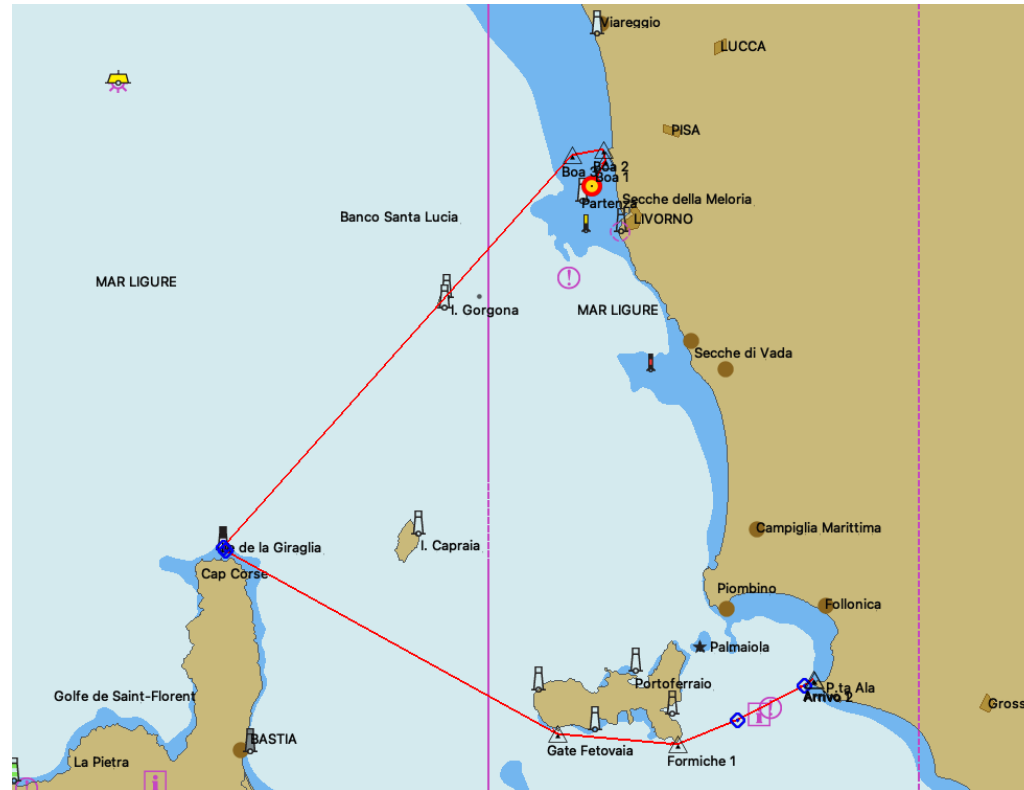 Viareggio
LUCCA
PISA
Boa 2
Boa 3
Boa 1
Secche della Meloria
Partenza
Banco Santa Lucia
LIVORNO
MAR LIGURE
I. Gorgona
MAR LIGURE
Secche di Vada
Campiglia Marittima
de la Giraglia
I. Capraia
Cap Corse
Piombino
Follonica
Palmaiola
Portoferraio
P.ta Ala
Golfe de Saint-Florent
Arrivo 2
Gross
BASTIA
Gate Fetovaia
La Pietra
Formiche 1